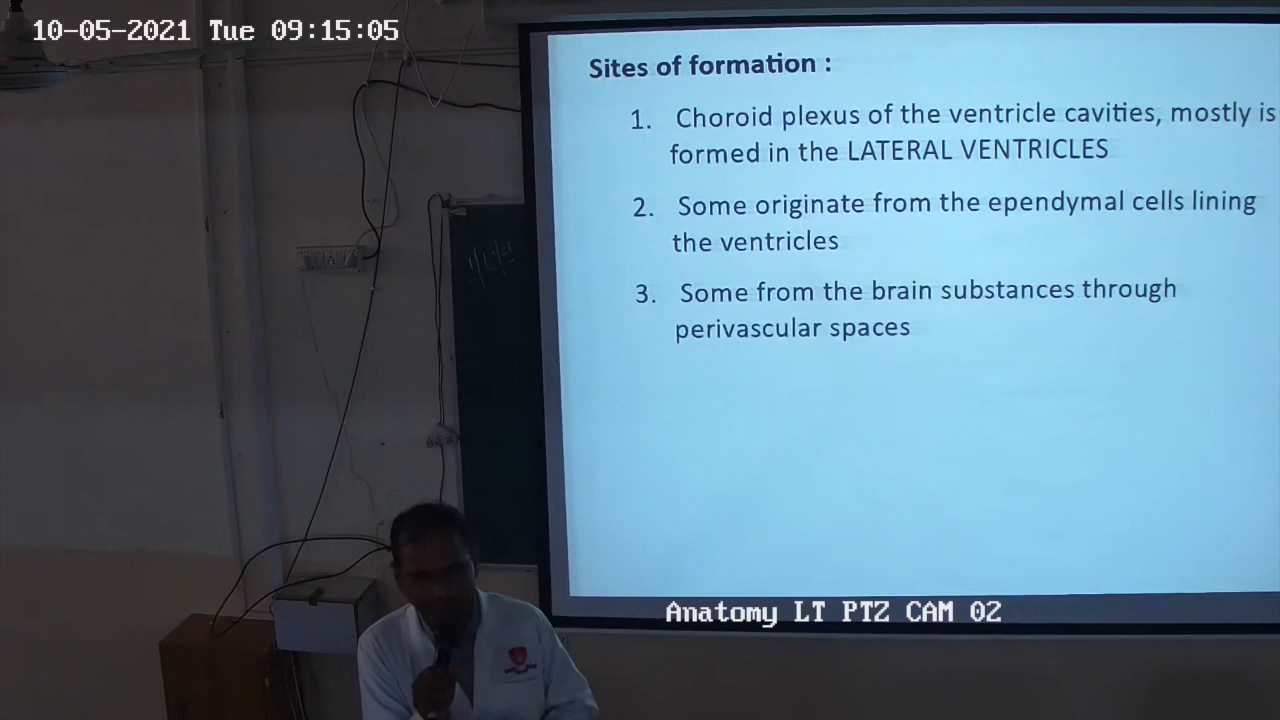 10-05-2021 Tue 09:15:05
Sites of formation :
1. Choroid plexus of the ventricle cavities, mostly is
formed in the LATERAL VENTRICLES
2. Some originate from the ependymal cells lining
the ventricles
3. Some from the brain substances through
perivascular spaces
Anatomy LT PTZ CAM 02